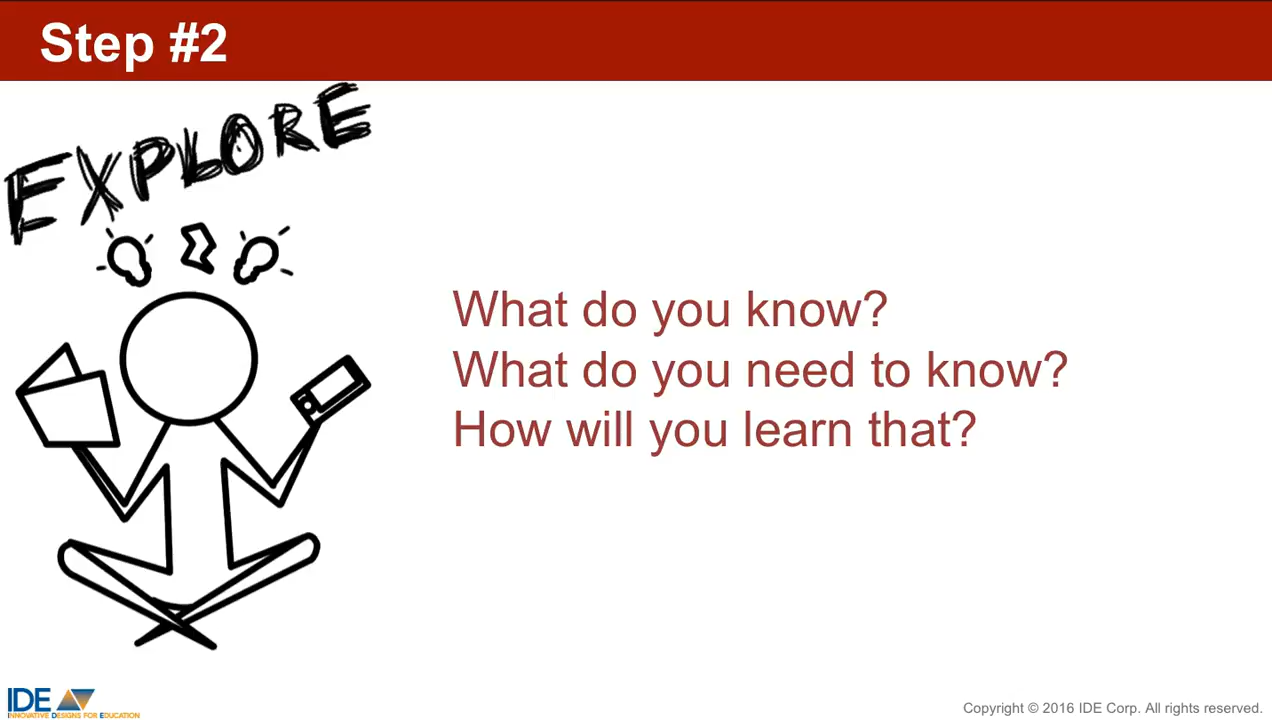 Step #2
EXPLORE
What do you know?
What do you need to know?
How will you learn that?
IDE
INNOVATIVE DESIGNS FOR EDUCATION
Copyright © 2016 IDE Corp. All rights reserved.